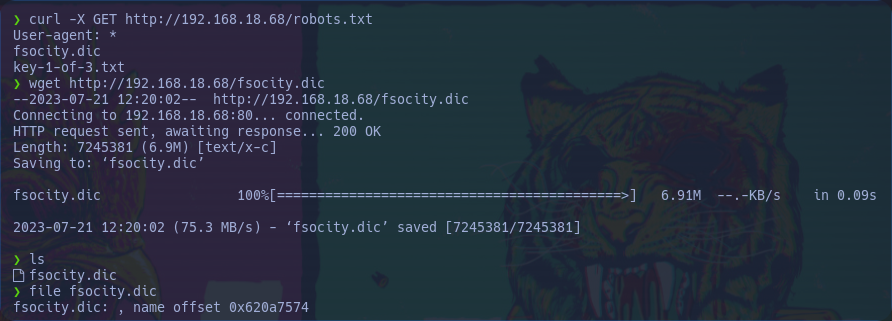 ❯ curl -X GET http://192.168.18.68/robots.txt
User-agent: *
fsocity.dic
key-1-of-3.txt
❯ wget http://192.168.18.68/fsocity.dic
--2023-07-21 12:20:02--  http://192.168.18.68/fsocity.dic
Connecting to 192.168.18.68:80... connected.
HTTP request sent, awaiting response... 200 OK
Length: 7245381 (6.9M) [text/x-c]
Saving to: ‘fsocity.dic’
fsocity.dic                 100%[===========================================>]   6.91M  --.-KB/s    in 0.09s
2023-07-21 12:20:02 (75.3 MB/s) - ‘fsocity.dic’ saved [7245381/7245381]
❯ ls
fsocity.dic
❯ file fsocity.dic
fsocity.dic: , name offset 0x620a7574